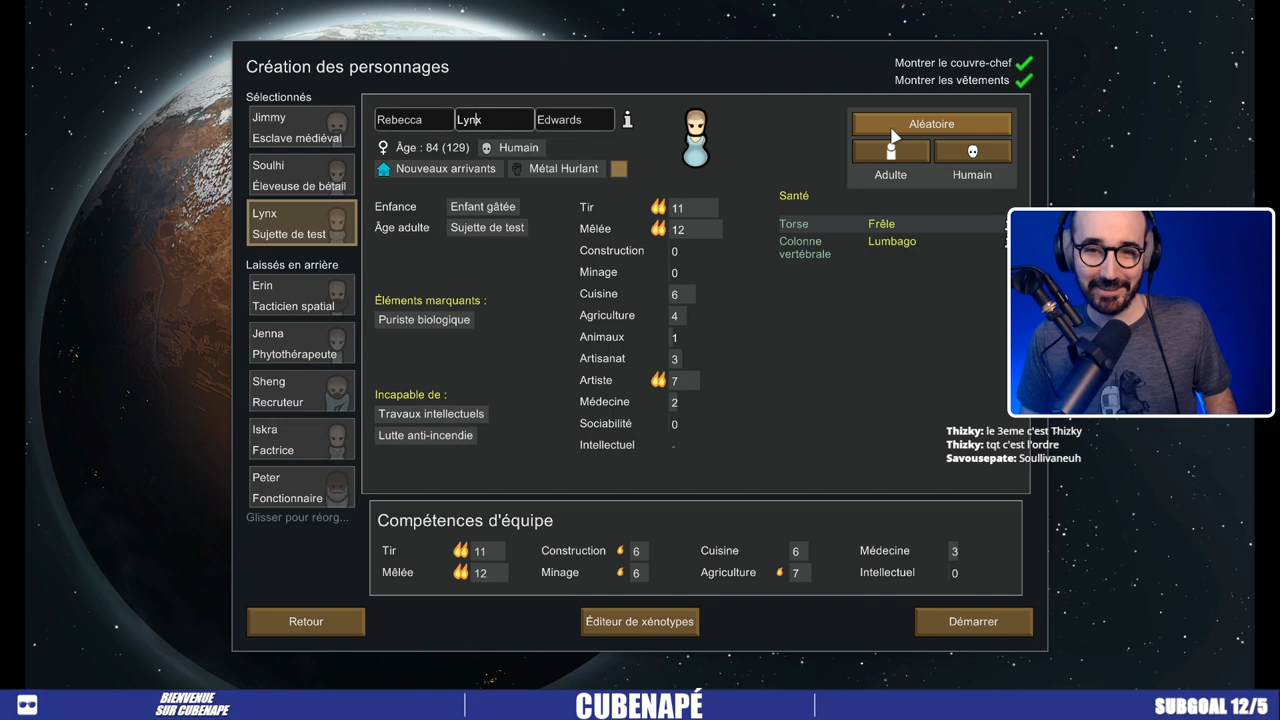 Création des personnages
Montrer le couvre-chef
Montrer les vêtements
Sélectionnés
Jimmy
Esclave médiéval
Soulhi
Éleveuse de bétail
Lynx
Sujette de test
Laissés en arrière
Erin
Tacticien spatial
Jenna
Phytothérapeute
Sheng
Recruteur
Iskra
Factrice
Peter
Fonctionnaire
Glisser pour réorg...
Rebecca Lynx Edwards
Âge : 84 (129) Humain
Nouveaux arrivants Métal Hurlant
Enfance Enfant gâtée
Âge adulte Sujette de test
Éléments marquants :
Puriste biologique
Incapable de :
Travaux intellectuels
Lutte anti-incendie
Tir 11
Mêlée 12
Construction 0
Minage 0
Cuisine 6
Agriculture 4
Animaux 1
Artisanat 3
Artiste 7
Médecine 2
Sociabilité 0
Intellectuel -
Aléatoire
Adulte Humain
Santé
Torse Frêle
Colonne vertébrale Lumbago
Thizky: le 3eme c'est Thizky
Thizky: tqt c'est l'ordre
Savousepate: Soullivaneuh
Compétences d'équipe
Tir 11 Construction 6 Cuisine 6 Médecine 3
Mêlée 12 Minage 6 Agriculture 7 Intellectuel 0
Retour
Éditeur de xénotypes
Démarrer
BIENVENUE
SUR CUBENAPE
CUBENAPÉ
SUBGOAL 12/5